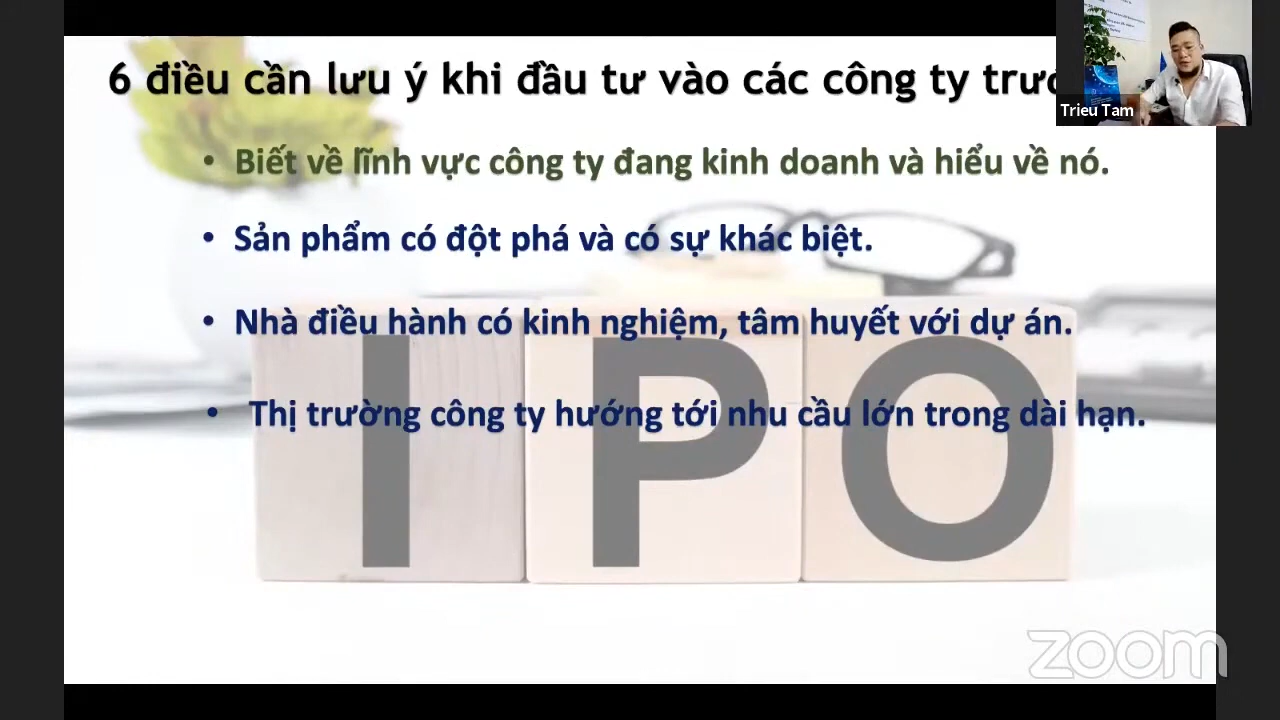 6 điều cần lưu ý khi đầu tư vào các công ty
Trieu Tam
• Biết về lĩnh vực công ty đang kinh doanh và hiểu về nó.
• Sản phẩm có đột phá và có sự khác biệt.
• Nhà điều hành có kinh nghiệm, tâm huyết với dự án.
• Thị trường công ty hướng tới nhu cầu lớn trong dài hạn.
IPO
zoom